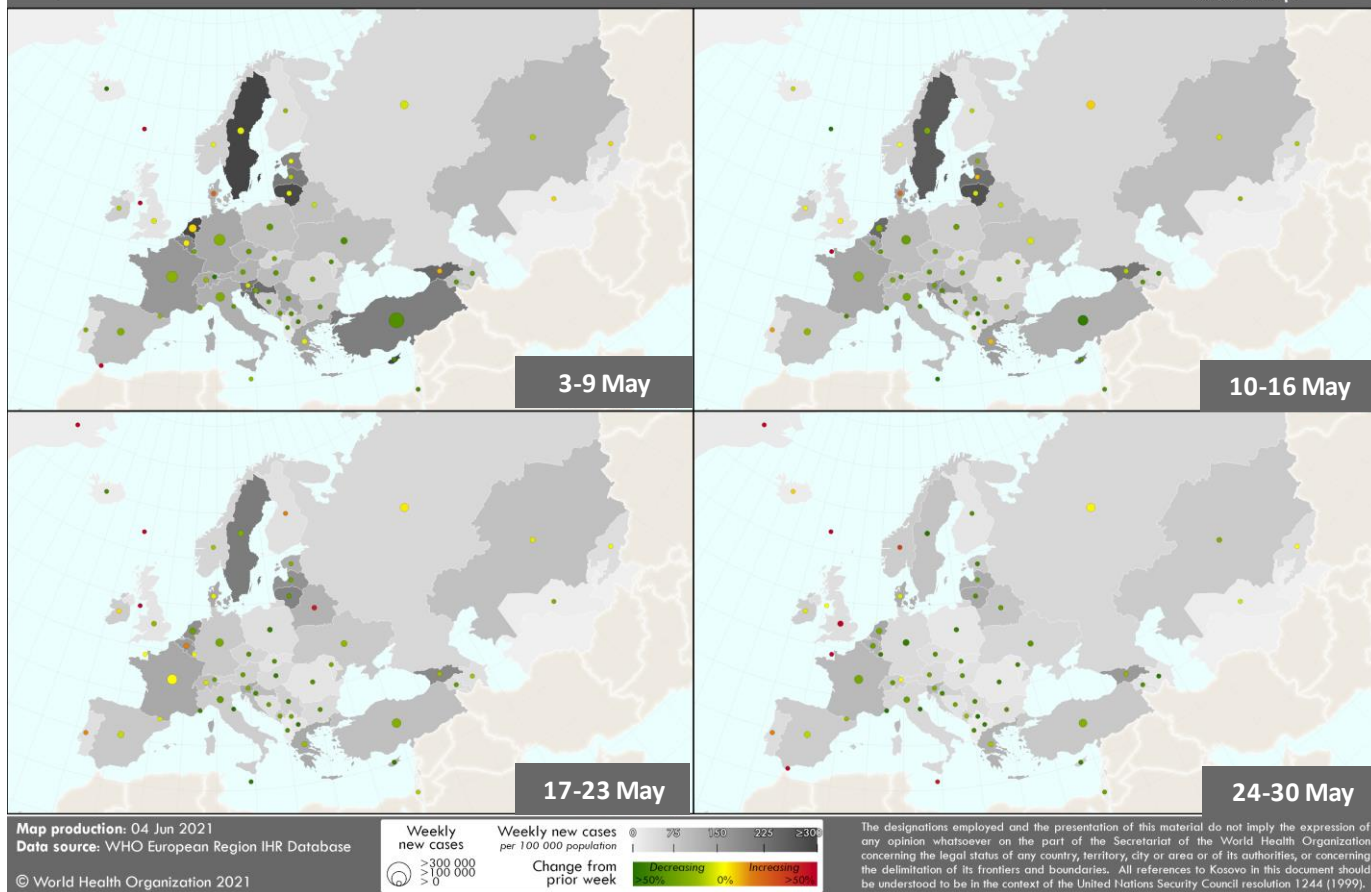 3-9 May
10-16 May
17-23 May
24-30 May
Map production: 04 Jun 2021
Data source: WHO European Region IHR Database
© World Health Organization 2021
Weekly
new cases
>300 000
>100 000
> 0
Weekly new cases
per 100 000 population
0 75 150 225 ≥300
Change from
prior week
Decreasing
>50%
0%
Increasing
>50%
The designations employed and the presentation of this material do not imply the expression of
any opinion whatsoever on the part of the Secretariat of the World Health Organization
concerning the legal status of any country, territory, city or area or of its authorities, or concerning
the delimitation of its frontiers and boundaries. All references to Kosovo in this document should
be understood to be in the context of the United Nations Security Council resolution 1244 (1999).